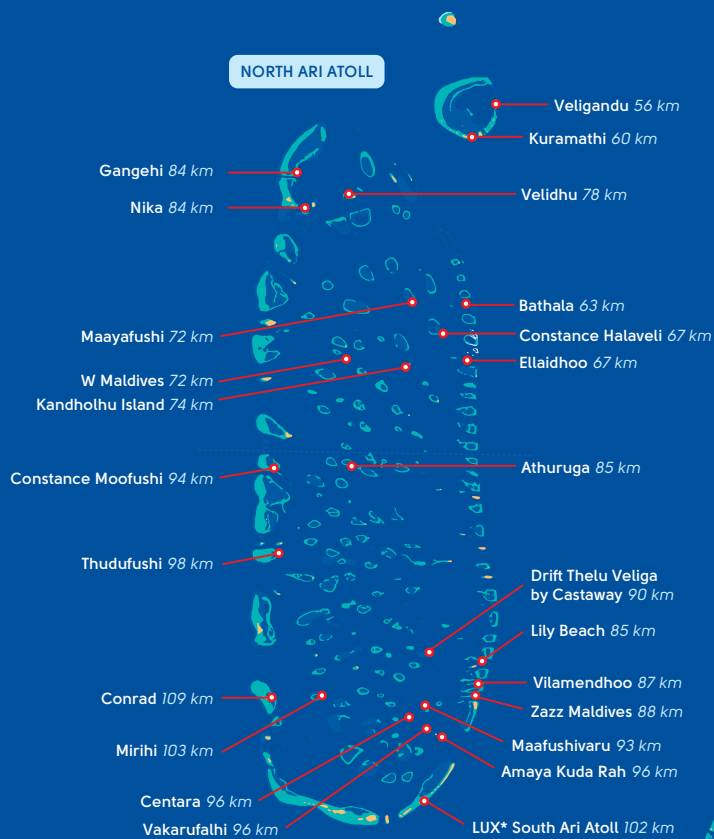 NORTH ARI ATOLL
Veligandu 56 km
Kuramathi 60 km
Gangehi 84 km
Velidhu 78 km
Nika 84 km
Bathala 63 km
Maayafushi 72 km
Constance Halaveli 67 km
Ellaidhoo 67 km
W Maldives 72 km
Kandholhu Island 74 km
Athuruga 85 km
Constance Moofushi 94 km
Thudufushi 98 km
Drift Thelu Veliga
by Castaway 90 km
Lily Beach 85 km
Vilamendhoo 87 km
Conrad 109 km
Zazz Maldives 88 km
Maafushivaru 93 km
Mirihi 103 km
Amaya Kuda Rah 96 km
Centara 96 km
Vakarufalhi 96 km
LUX* South Ari Atoll 102 km